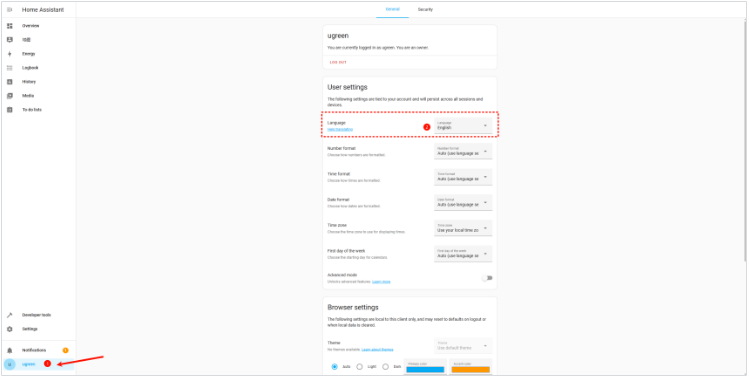 Home Assistant
General
Security
Overview
地图
Energy
Logbook
History
Media
To-do lists
Developer tools
Settings
Notifications
1
ugreen
1
ugreen
You are currently logged in as ugreen. You are an owner.
LOG OUT
User settings
The following settings are tied to your account and will persist across all sessions and
devices.
Language
Help translating
2
Language
English
Number format
Choose how numbers are formatted.
Number format
Auto (use language se
Time format
Choose how times are formatted.
Time format
Auto (use language se
Date format
Choose how dates are formatted.
Date format
Auto (use language se
Time zone
Choose the time zone to use for displaying times.
Time zone
Use your local time zo
First day of the week
Choose the starting day for calendars.
First day of the week
Auto (use language se
Advanced mode
Unlocks advanced features. Learn more
Browser settings
The following settings are local to this client only, and may reset to defaults on logout or
when local data is cleared.
Theme
No themes available. Learn about themes
Theme
Use default theme
Auto
Light
Dark
Primary color
Accent color